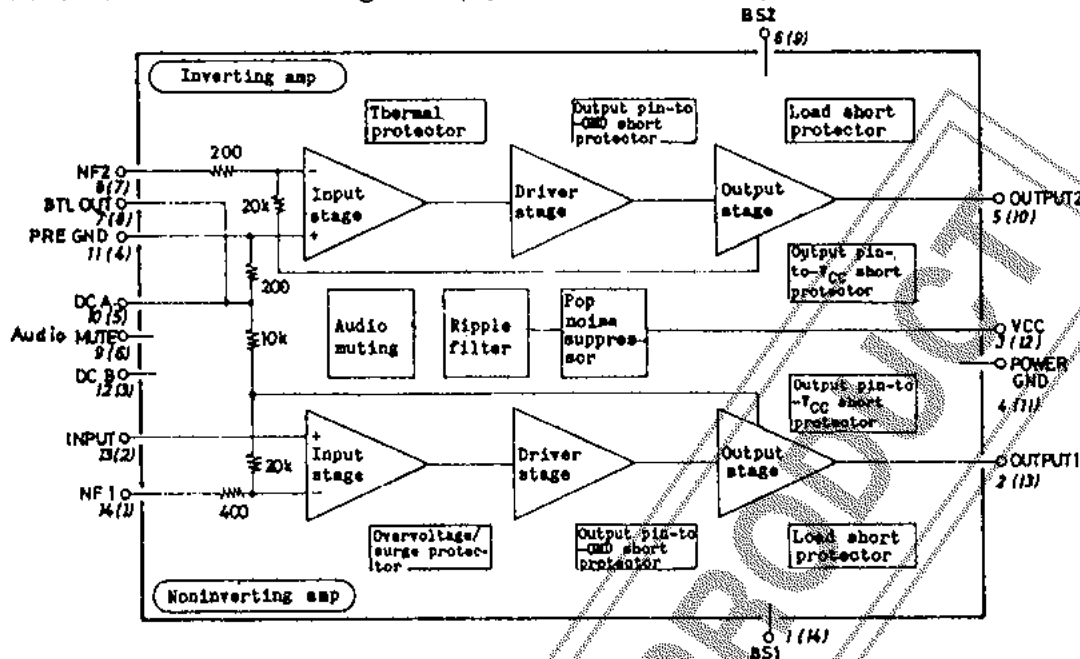 BS2
6 (9)
Inverting amp
Thermal
protector
Output pin-to
-GND short
protector
Load short
protector
NF2
8 (7)
200
20k
-
+
Input
stage
Driver
stage
Output
stage
OUTPUT2
5 (10)
BTL OUT
7 (8)
PRE GND
11 (4)
200
Output pin-
to-VCC short
protector
DC A
10 (5)
10k
Audio
muting
Ripple
filter
Pop
noise
suppres-
sor
VCC
3 (12)
Audio MUTE
9 (6)
POWER
GND
4 (11)
DC B
12 (3)
Output pin-to
-VCC short
protector
INPUT
13 (2)
+
-
20k
Input
stage
Driver
stage
Output
stage
OUTPUT1
2 (13)
NF 1
14 (1)
400
Overvoltage/
surge protec-
tor
Output pin-to
-GND short
protector
Load short
protector
Noninverting amp
1 (14)
BS1
PRODUCT